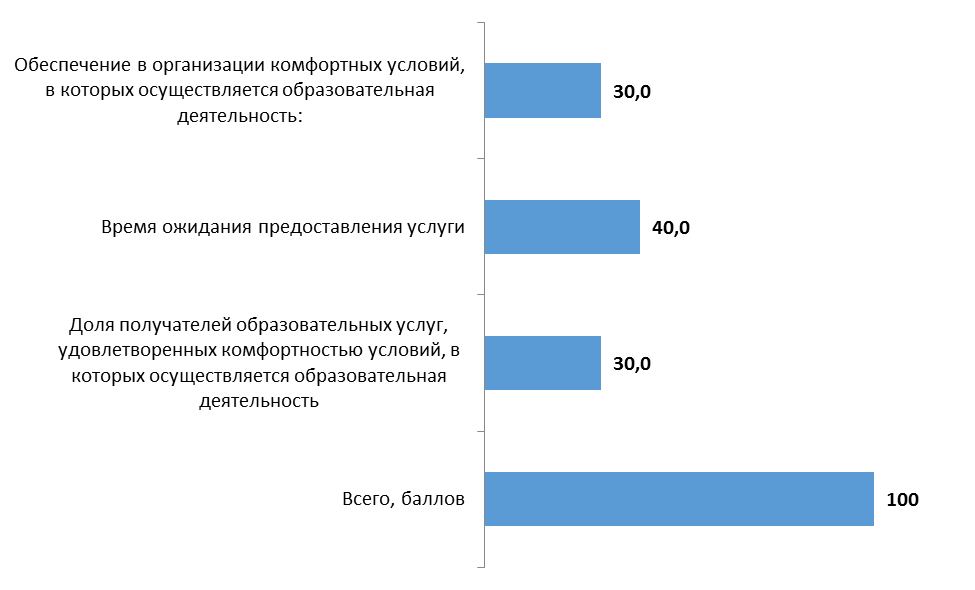 Обеспечение в организации комфортных условий,
в которых осуществляется образовательная
деятельность:
30,0
Время ожидания предоставления услуги
40,0
Доля получателей образовательных услуг,
удовлетворенных комфортностью условий, в
которых осуществляется образовательная
деятельность
30,0
Всего, баллов
100